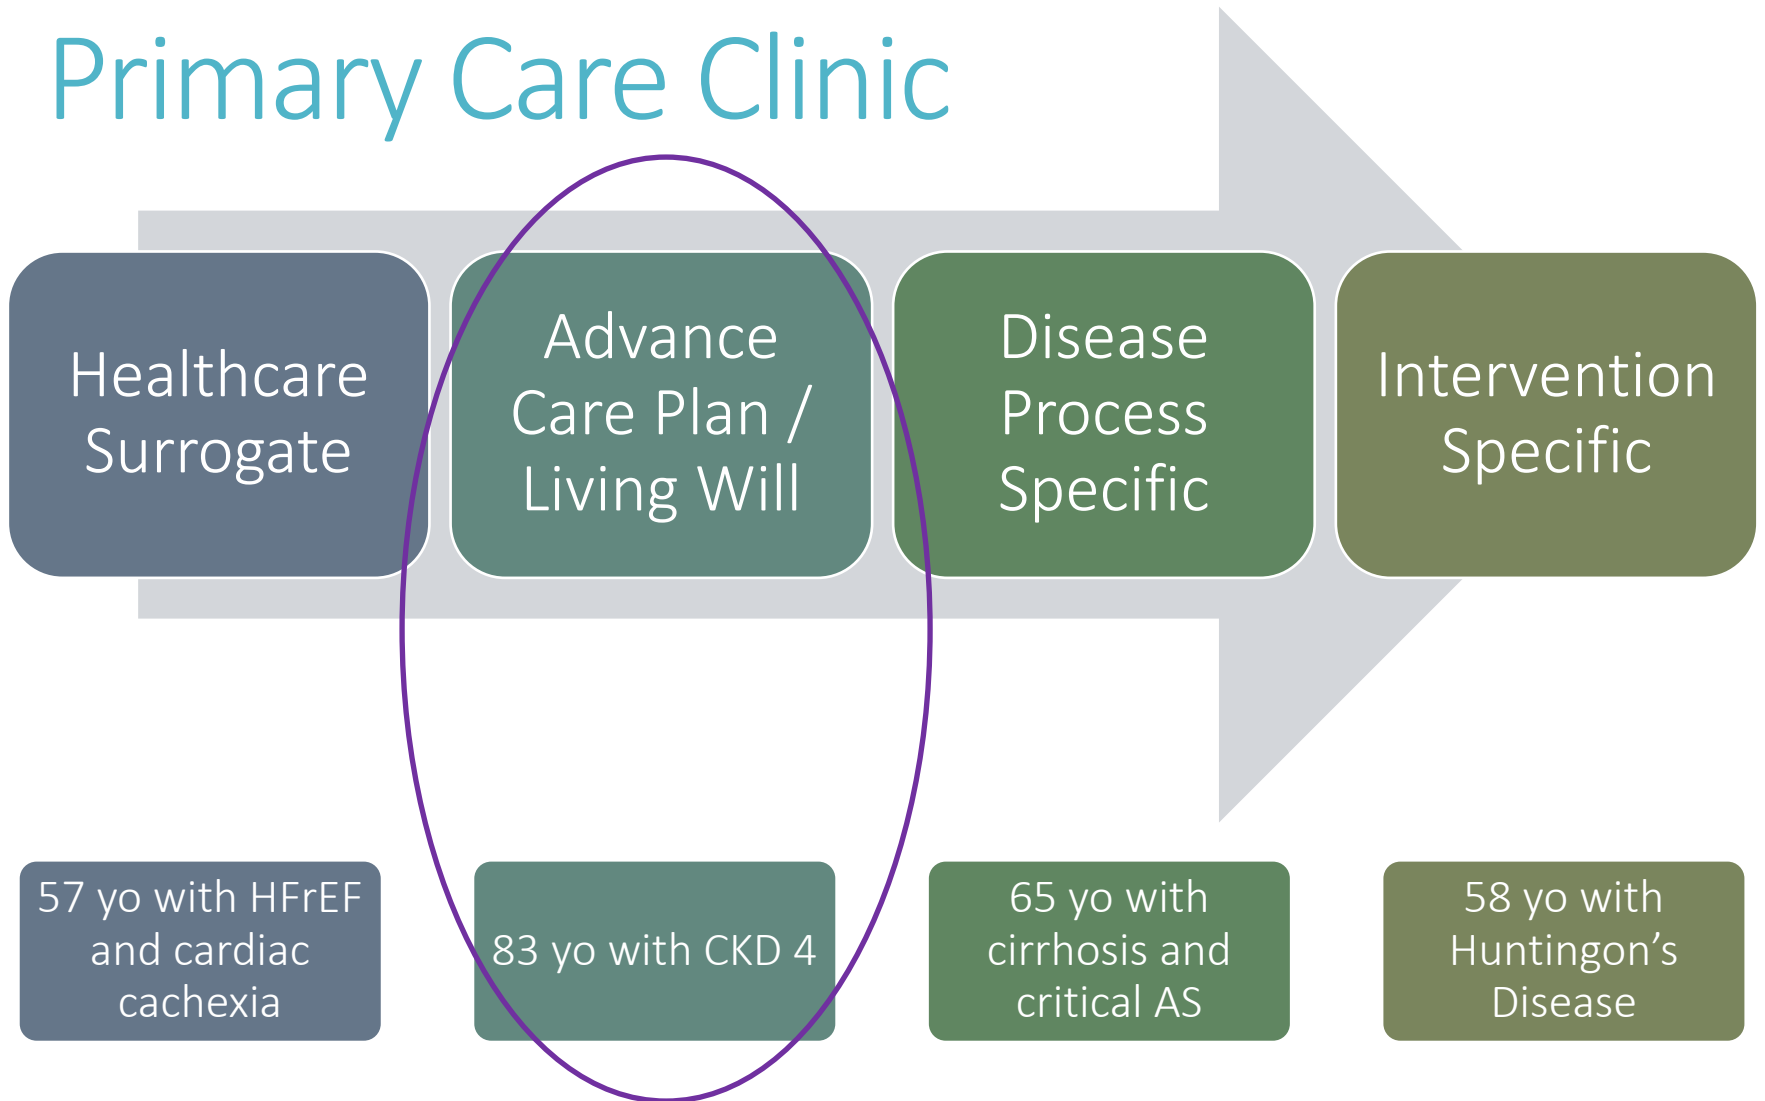 Primary Care Clinic
Healthcare
Surrogate
Advance
Care Plan /
Living Will
Disease
Process
Specific
Intervention
Specific
57 yo with HFrEF
and cardiac
cachexia
83 yo with CKD 4
65 yo with
cirrhosis and
critical AS
58 yo with
Huntingon’s
Disease